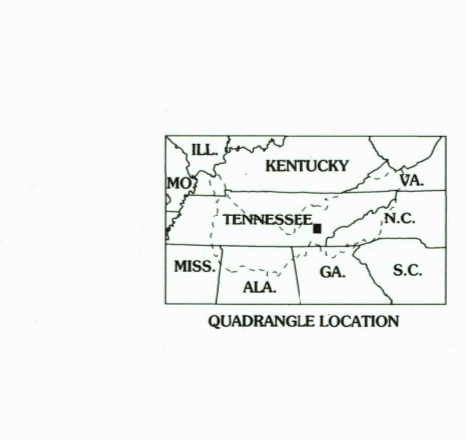 ILL.
KENTUCKY
MO.
VA.
TENNESSEE
N.C.
MISS.
ALA.
GA.
S.C.
QUADRANGLE LOCATION